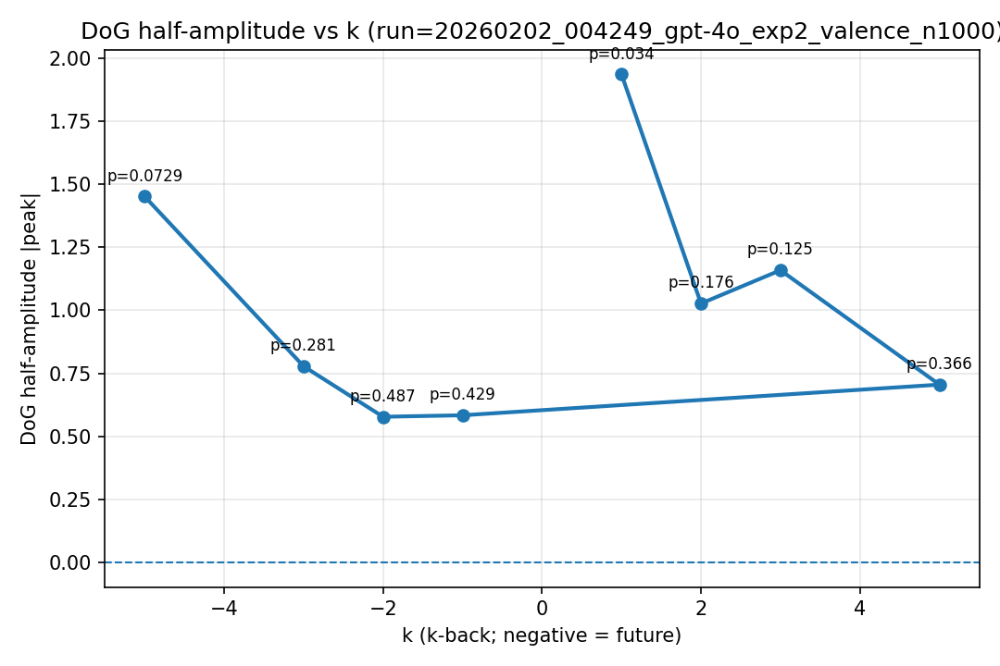 DoG half-amplitude vs k (run=20260202_004249_gpt-4o_exp2_valence_n1000)
p=0.034
p=0.0729
p=0.125
p=0.176
p=0.281
p=0.366
p=0.487
p=0.429
2.00
1.75
1.50
1.25
1.00
0.75
0.50
0.25
0.00
DoG half-amplitude |peak|
−4
−2
0
2
4
k (k-back; negative = future)